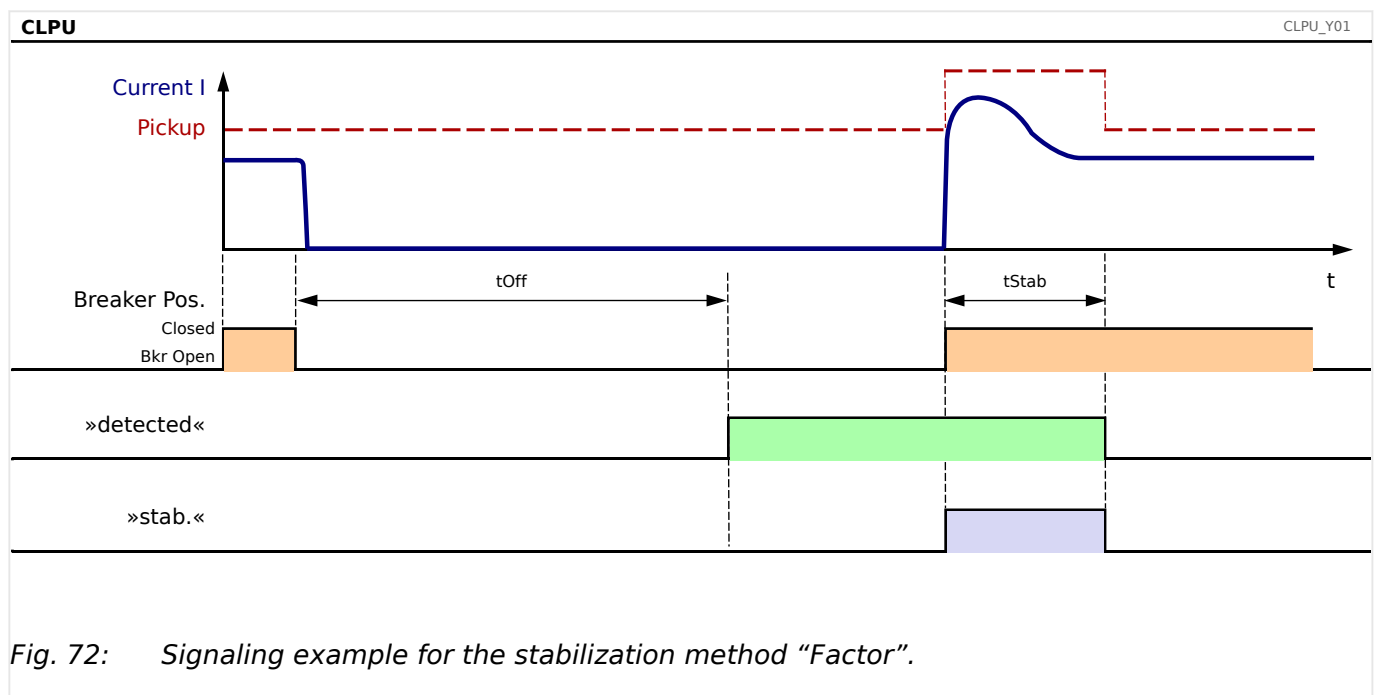 CLPU
CLPU_Y01
Current I
Pickup
tOff
tStab
t
Breaker Pos.
Closed
Bkr Open
»detected«
»stab.«
Fig. 72: Signaling example for the stabilization method “Factor”.